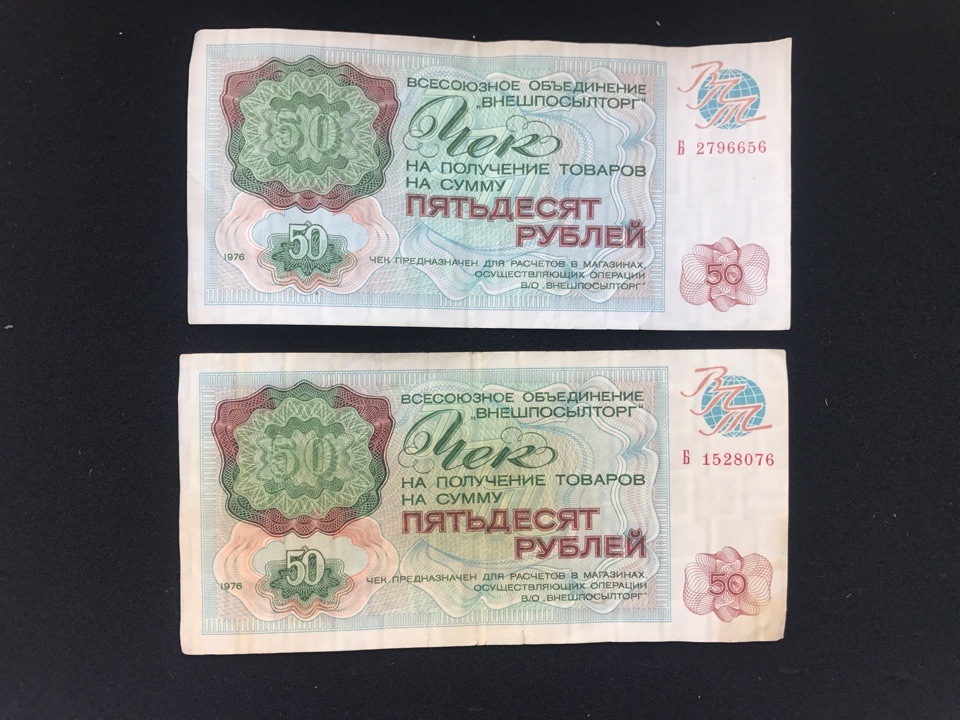 50
ВСЕСОЮЗНОЕ ОБЪЕДИНЕНИЕ
„ВНЕШПОСЫЛТОРГ"
Чек
НА ПОЛУЧЕНИЕ ТОВАРОВ
НА СУММУ
ПЯТЬДЕСЯТ
РУБЛЕЙ
1976
50
ЧЕК ПРЕДНАЗНАЧЕН ДЛЯ РАСЧЕТОВ В МАГАЗИНАХ,
ОСУЩЕСТВЛЯЮЩИХ ОПЕРАЦИИ
В/О „ВНЕШПОСЫЛТОРГ"
ВПТ
Б 2796656
50
50
ВСЕСОЮЗНОЕ ОБЪЕДИНЕНИЕ
„ВНЕШПОСЫЛТОРГ"
Чек
НА ПОЛУЧЕНИЕ ТОВАРОВ
НА СУММУ
ПЯТЬДЕСЯТ
РУБЛЕЙ
1976
50
ЧЕК ПРЕДНАЗНАЧЕН ДЛЯ РАСЧЕТОВ В МАГАЗИНАХ,
ОСУЩЕСТВЛЯЮЩИХ ОПЕРАЦИИ
В/О „ВНЕШПОСЫЛТОРГ"
ВПТ
Б 1528076
50